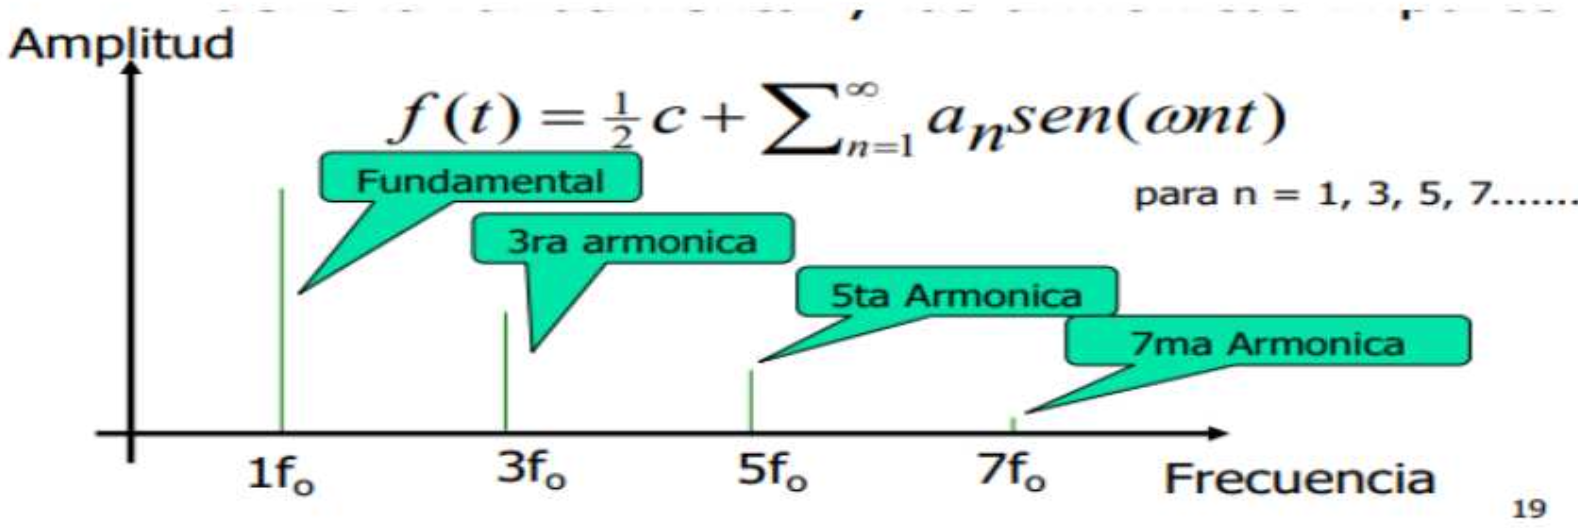 Amplitud
f(t) = ½ c + ∑ₙ₌₁^∞ aₙsen(ωnt)
Fundamental
para n = 1, 3, 5, 7.......
3ra armonica
5ta Armonica
7ma Armonica
1fₒ 3fₒ 5fₒ 7fₒ Frecuencia
19